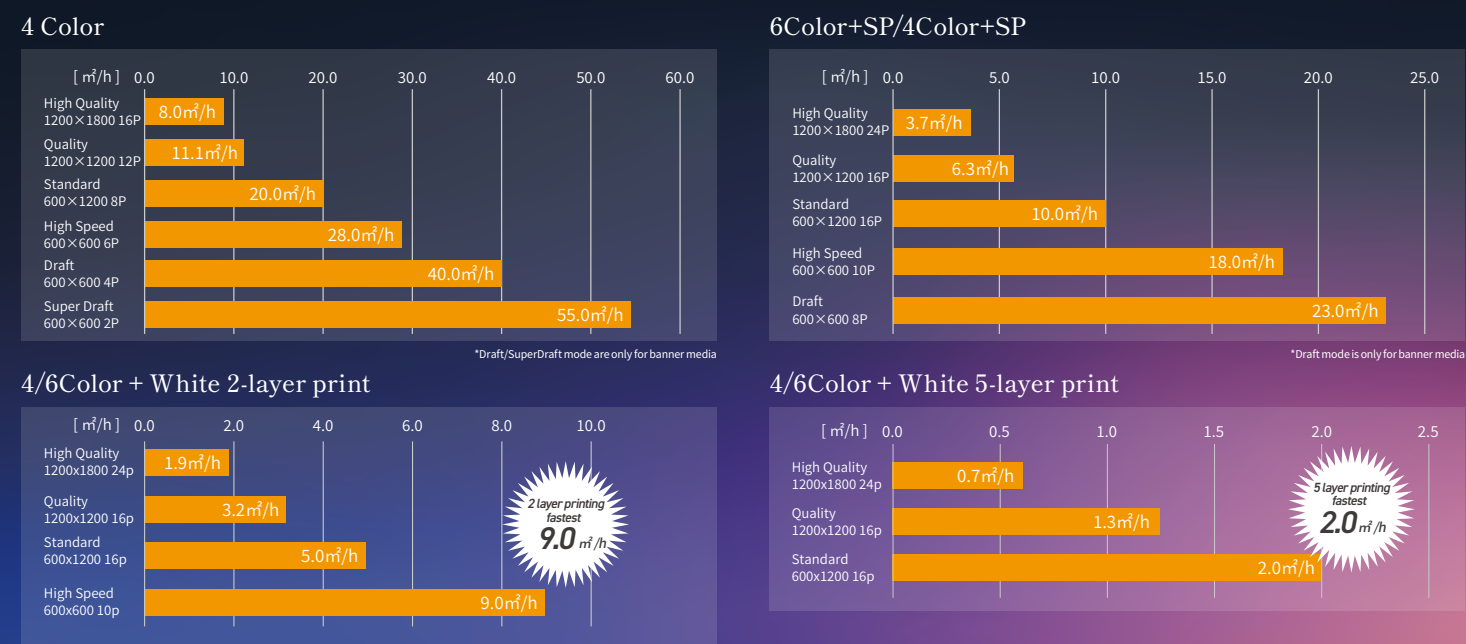 4 Color
[ ㎡/h ] 0.0 10.0 20.0 30.0 40.0 50.0 60.0
High Quality
1200×1800 16P
8.0㎡/h
Quality
1200×1200 12P
11.1㎡/h
Standard
600×1200 8P
20.0㎡/h
High Speed
600×600 6P
28.0㎡/h
Draft
600×600 4P
40.0㎡/h
Super Draft
600×600 2P
55.0㎡/h
*Draft/SuperDraft mode are only for banner media
6Color+SP/4Color+SP
[ ㎡/h ] 0.0 5.0 10.0 15.0 20.0 25.0
High Quality
1200×1800 24P
3.7㎡/h
Quality
1200×1200 16P
6.3㎡/h
Standard
600×1200 16P
10.0㎡/h
High Speed
600×600 10P
18.0㎡/h
Draft
600×600 8P
23.0㎡/h
*Draft mode is only for banner media
4/6Color + White 2-layer print
[ ㎡/h ] 0.0 2.0 4.0 6.0 8.0 10.0
High Quality
1200x1800 24p
1.9㎡/h
Quality
1200x1200 16p
3.2㎡/h
Standard
600x1200 16p
5.0㎡/h
High Speed
600x600 10p
9.0㎡/h
2 layer printing
fastest
9.0 ㎡/h
4/6Color + White 5-layer print
[ ㎡/h ] 0.0 0.5 1.0 1.5 2.0 2.5
High Quality
1200x1800 24p
0.7㎡/h
Quality
1200x1200 16p
1.3㎡/h
Standard
600x1200 16p
2.0㎡/h
5 layer printing
fastest
2.0 ㎡/h